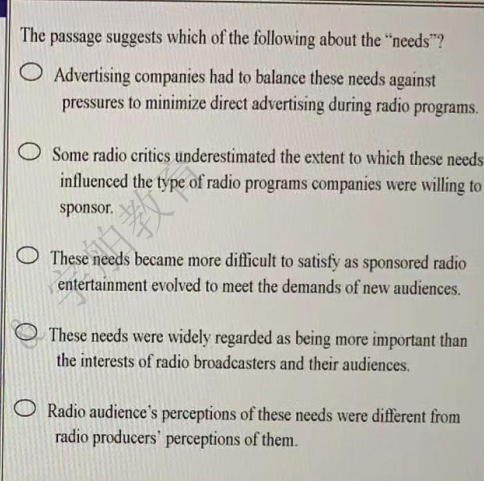 The passage suggests which of the following about the “needs”?
Advertising companies had to balance these needs against
pressures to minimize direct advertising during radio programs.
Some radio critics underestimated the extent to which these needs
influenced the type of radio programs companies were willing to
sponsor.
These needs became more difficult to satisfy as sponsored radio
entertainment evolved to meet the demands of new audiences.
These needs were widely regarded as being more important than
the interests of radio broadcasters and their audiences.
Radio audience's perceptions of these needs were different from
radio producers' perceptions of them.
教育